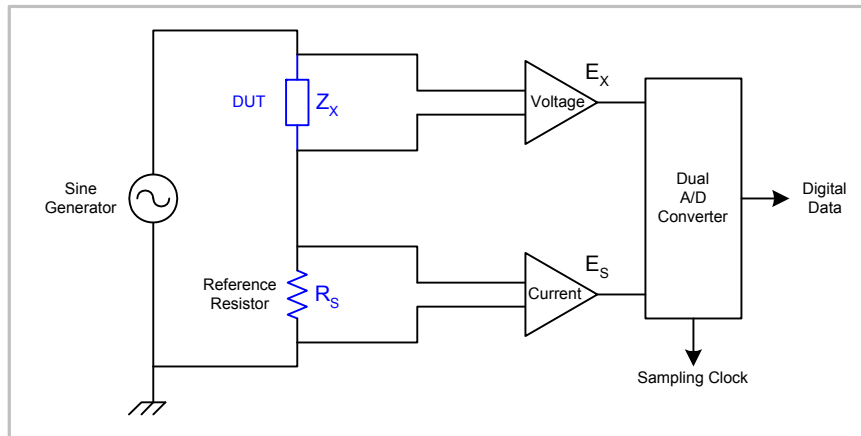 DUT
Z_X
Voltage
E_X
Sine
Generator
Dual
A/D
Converter
Digital
Data
Reference
Resistor
R_S
Current
E_S
Sampling Clock